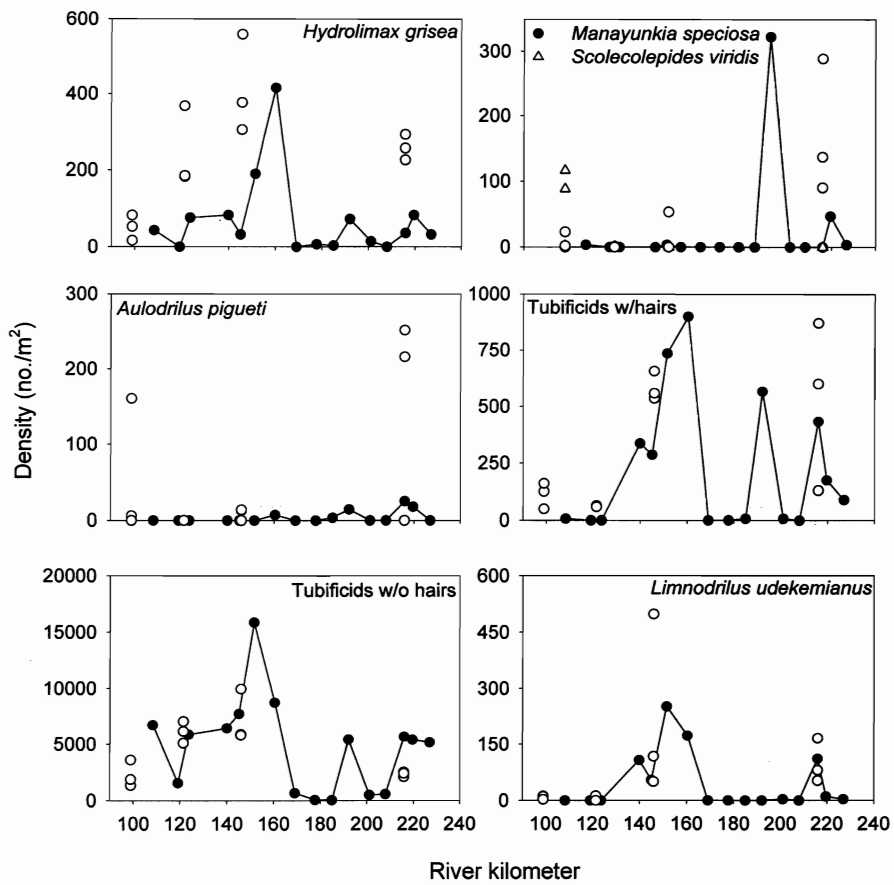 Hydrolimax grisea
600
400
200
0
Manayunkia speciosa
Scolecolepides viridis
300
200
100
0
Density (no./m²)
Aulodrilus pigueti
300
200
100
0
Tubificids w/hairs
1000
750
500
250
0
Tubificids w/o hairs
20000
15000
10000
5000
0
100 120 140 160 180 200 220 240
Limnodrilus udekemianus
600
450
300
150
0
100 120 140 160 180 200 220 240
River kilometer